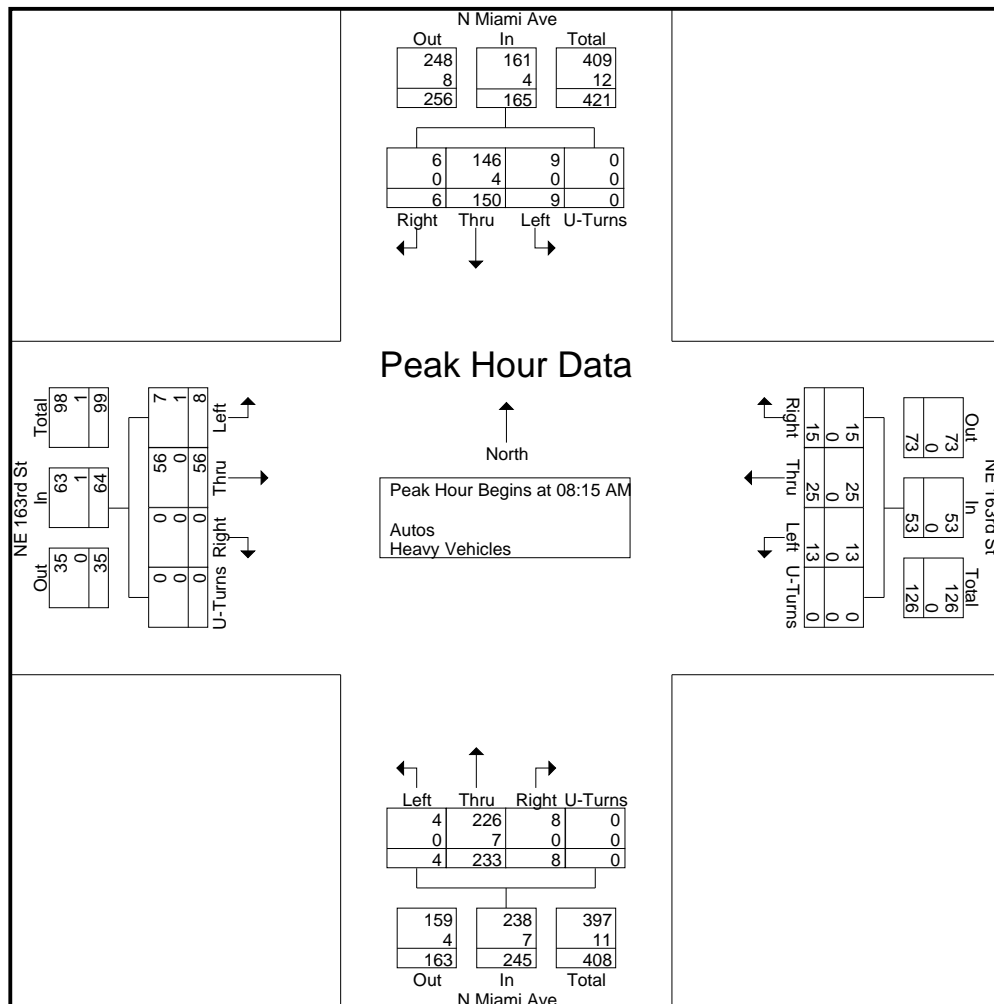 N Miami Ave
Out In Total
248 161 409
8 4 12
256 165 421
6 146 9 0
0 4 0 0
6 150 9 0
Right Thru Left U-Turns
Peak Hour Data
North
Peak Hour Begins at 08:15 AM
Autos
Heavy Vehicles
NE 163rd St
Out In Total
35 63 98
0 1 1
35 64 99
0 0 56 7
0 0 0 1
0 0 56 8
U-Turns Right Thru Left
NE 163rd St
Out In Total
73 53 126
0 0 0
73 53 126
15 25 13 0
0 0 0 0
15 25 13 0
Right Thru Left U-Turns
Left Thru Right U-Turns
4 226 8 0
0 7 0 0
4 233 8 0
159 238 397
4 7 11
163 245 408
Out In Total
N Miami Ave